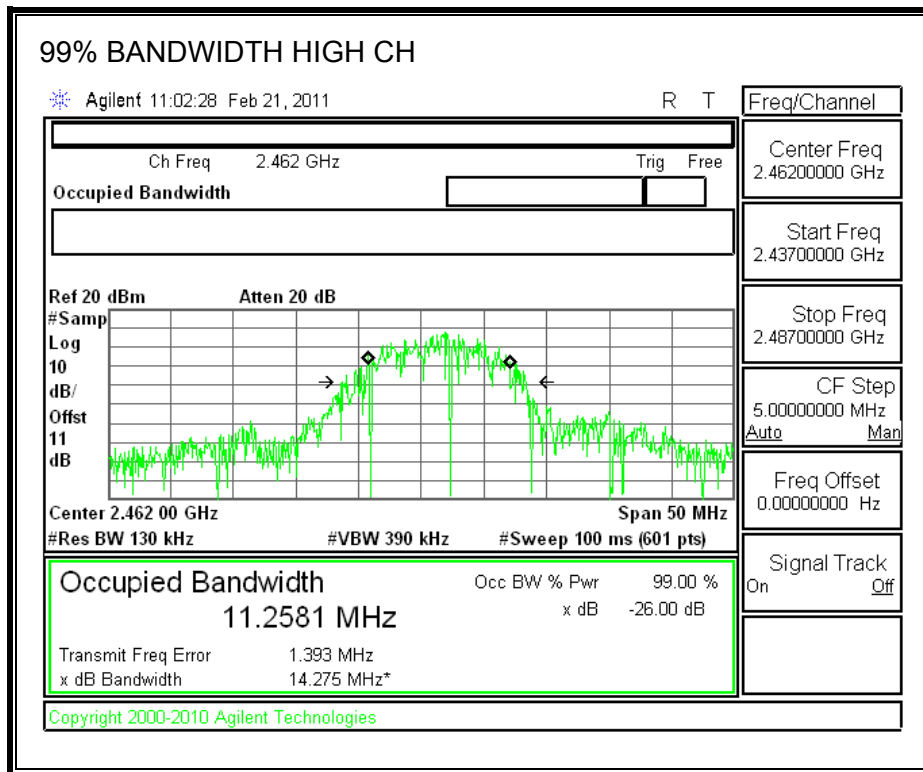 99% BANDWIDTH HIGH CH
Agilent 11:02:28 Feb 21, 2011 R T
Ch Freq 2.462 GHz Trig Free
Occupied Bandwidth
Ref 20 dBm Atten 20 dB
#Samp
Log
10
dB/
Offst
11
dB
Center 2.462 00 GHz Span 50 MHz
#Res BW 130 kHz #VBW 390 kHz #Sweep 100 ms (601 pts)
Occupied Bandwidth Occ BW % Pwr 99.00 %
11.2581 MHz x dB -26.00 dB
Transmit Freq Error 1.393 MHz
x dB Bandwidth 14.275 MHz*
Copyright 2000-2010 Agilent Technologies
Freq/Channel
Center Freq
2.46200000 GHz
Start Freq
2.43700000 GHz
Stop Freq
2.48700000 GHz
CF Step
5.00000000 MHz
Auto Man
Freq Offset
0.00000000 Hz
Signal Track
On Off